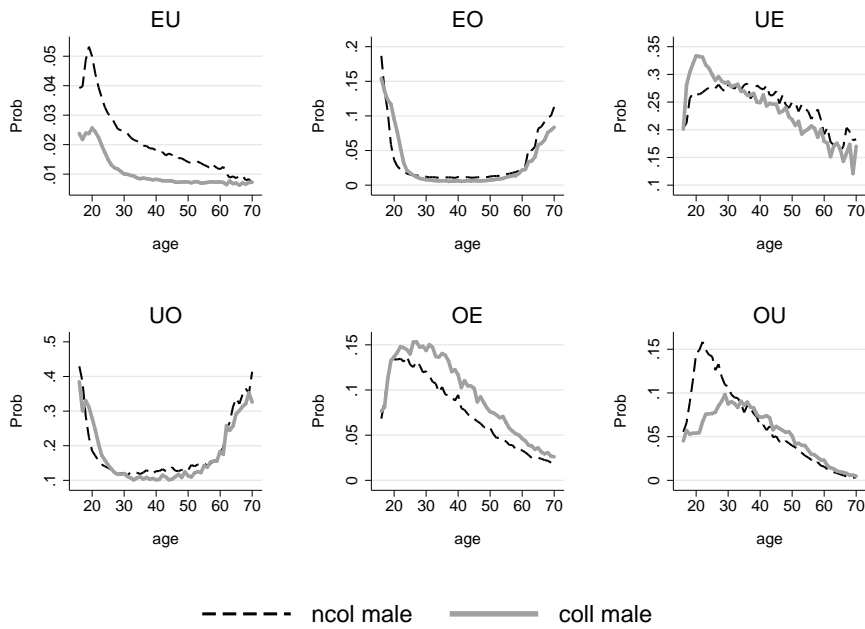 EU
Prob
.01 .02 .03 .04 .05
20 30 40 50 60 70
age
EO
Prob
0 .05 .1 .15 .2
20 30 40 50 60 70
age
UE
Prob
.1 .15 .2 .25 .3 .35
20 30 40 50 60 70
age
UO
Prob
.1 .2 .3 .4 .5
20 30 40 50 60 70
age
OE
Prob
0 .05 .1 .15
20 30 40 50 60 70
age
OU
Prob
0 .05 .1 .15
20 30 40 50 60 70
age
ncol male
coll male